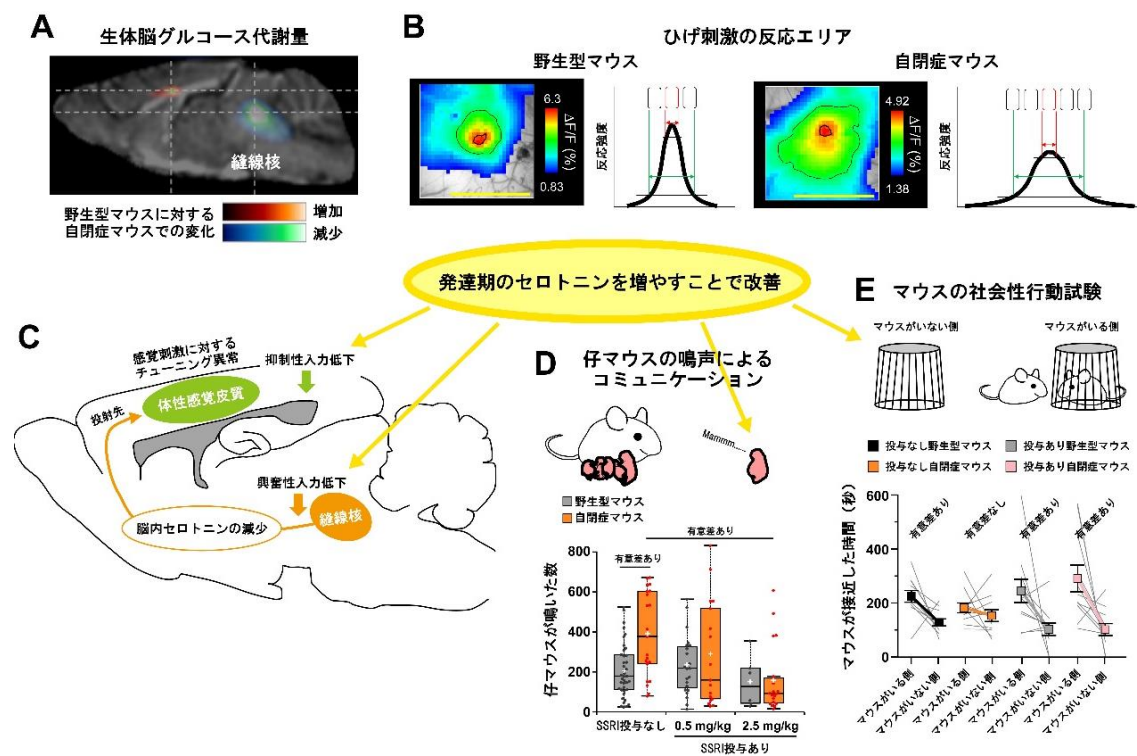 A
生体脳グルコース代謝量
縫線核
野生型マウスに対する
自閉症マウスでの変化
増加
減少
B
ひげ刺激の反応エリア
野生型マウス
6.3
ΔF/F (%)
0.83
反応強度
自閉症マウス
4.92
ΔF/F (%)
1.38
反応強度
発達期のセロトニンを増やすことで改善
C
感覚刺激に対する
チューニング異常
抑制性入力低下
体性感覚皮質
投射先
興奮性入力低下
脳内セロトニンの減少
縫線核
D
仔マウスの鳴声による
コミュニケーション
Mammm...
野生型マウス
自閉症マウス
有意差あり
有意差あり
仔マウスが鳴いた数
800
600
400
200
0
SSRI投与なし
0.5 mg/kg
2.5 mg/kg
SSRI投与あり
E
マウスの社会性行動試験
マウスがいない側
マウスがいる側
投与なし野生型マウス
投与あり野生型マウス
投与なし自閉症マウス
投与あり自閉症マウス
マウスが接近した時間（秒）
600
400
200
0
有意差あり
有意差なし
有意差あり
有意差あり
マウスがいる側
マウスがいない側
マウスがいる側
マウスがいない側
マウスがいる側
マウスがいない側
マウスがいる側
マウスがいない側